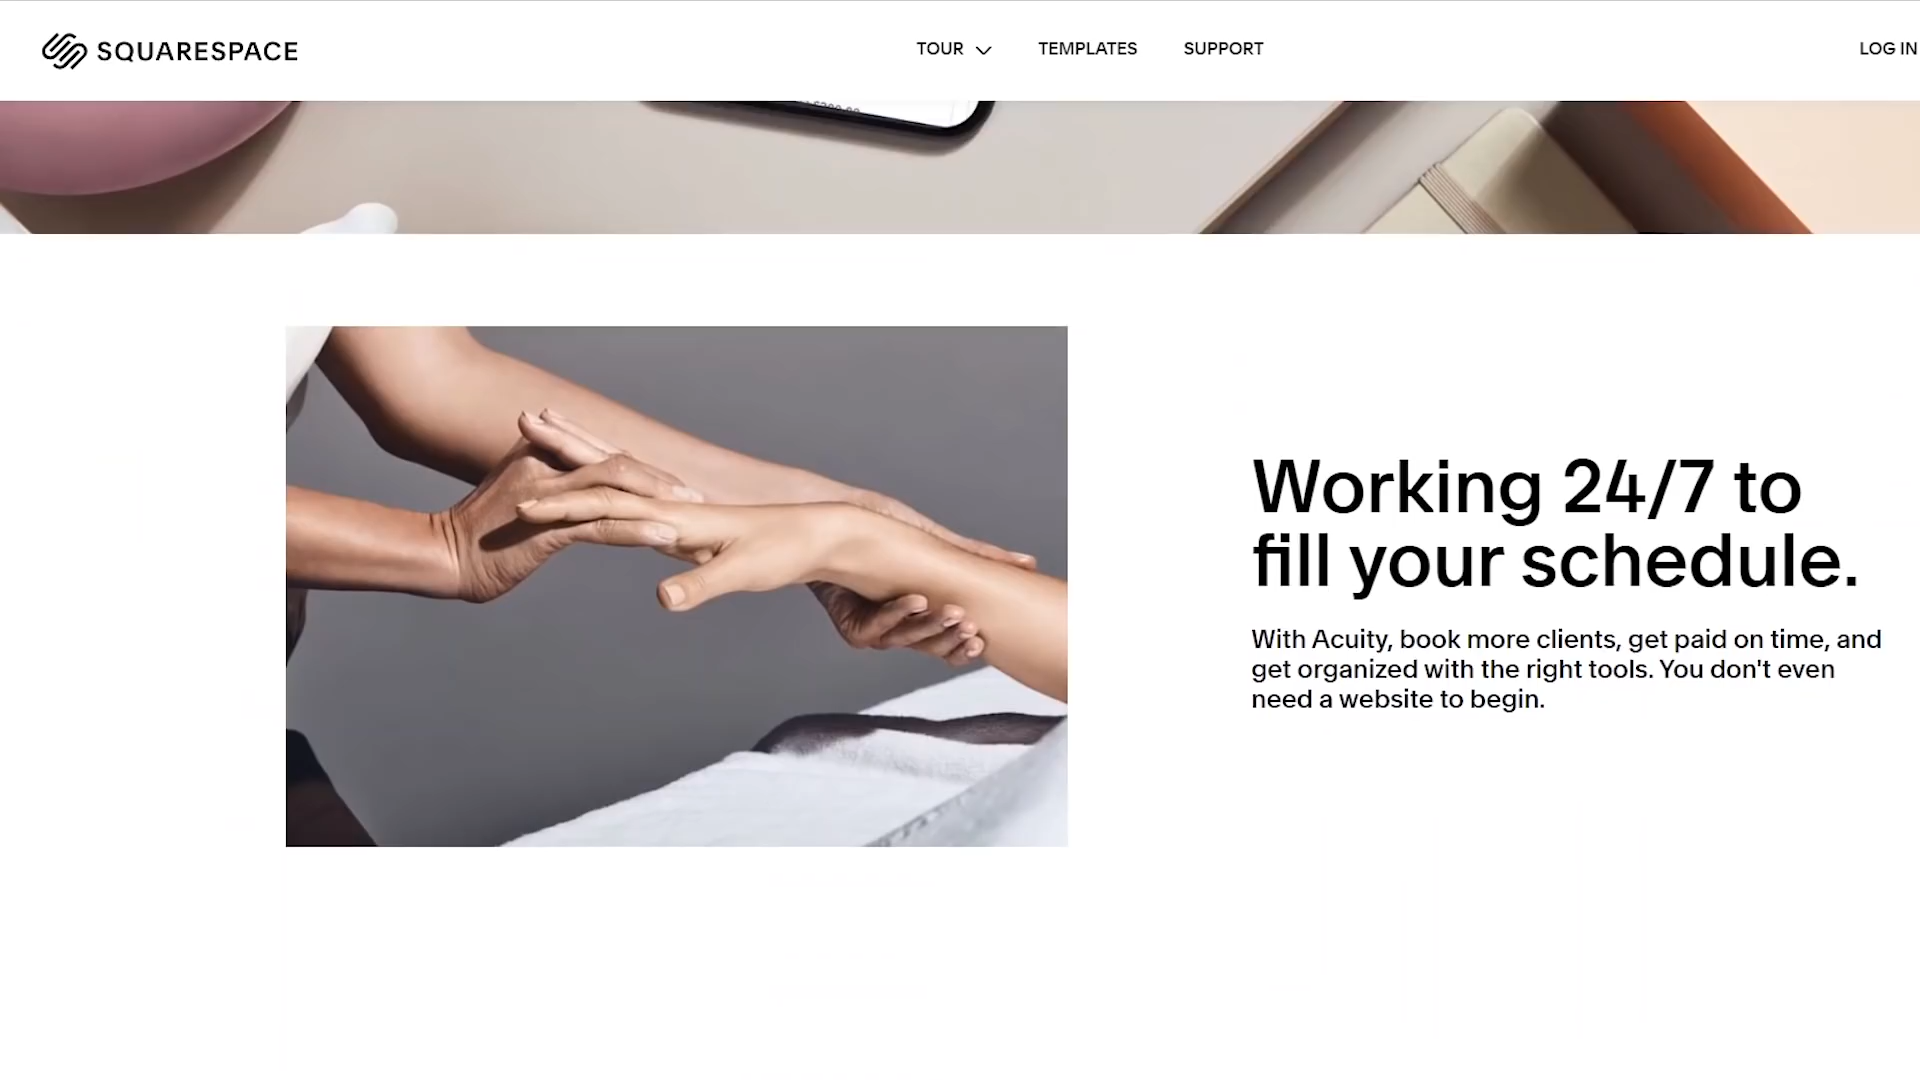 SQUARESPACE
TOUR
TEMPLATES
SUPPORT
LOG IN
Working 24/7 to
fill your schedule.
With Acuity, book more clients, get paid on time, and
get organized with the right tools. You don't even
need a website to begin.